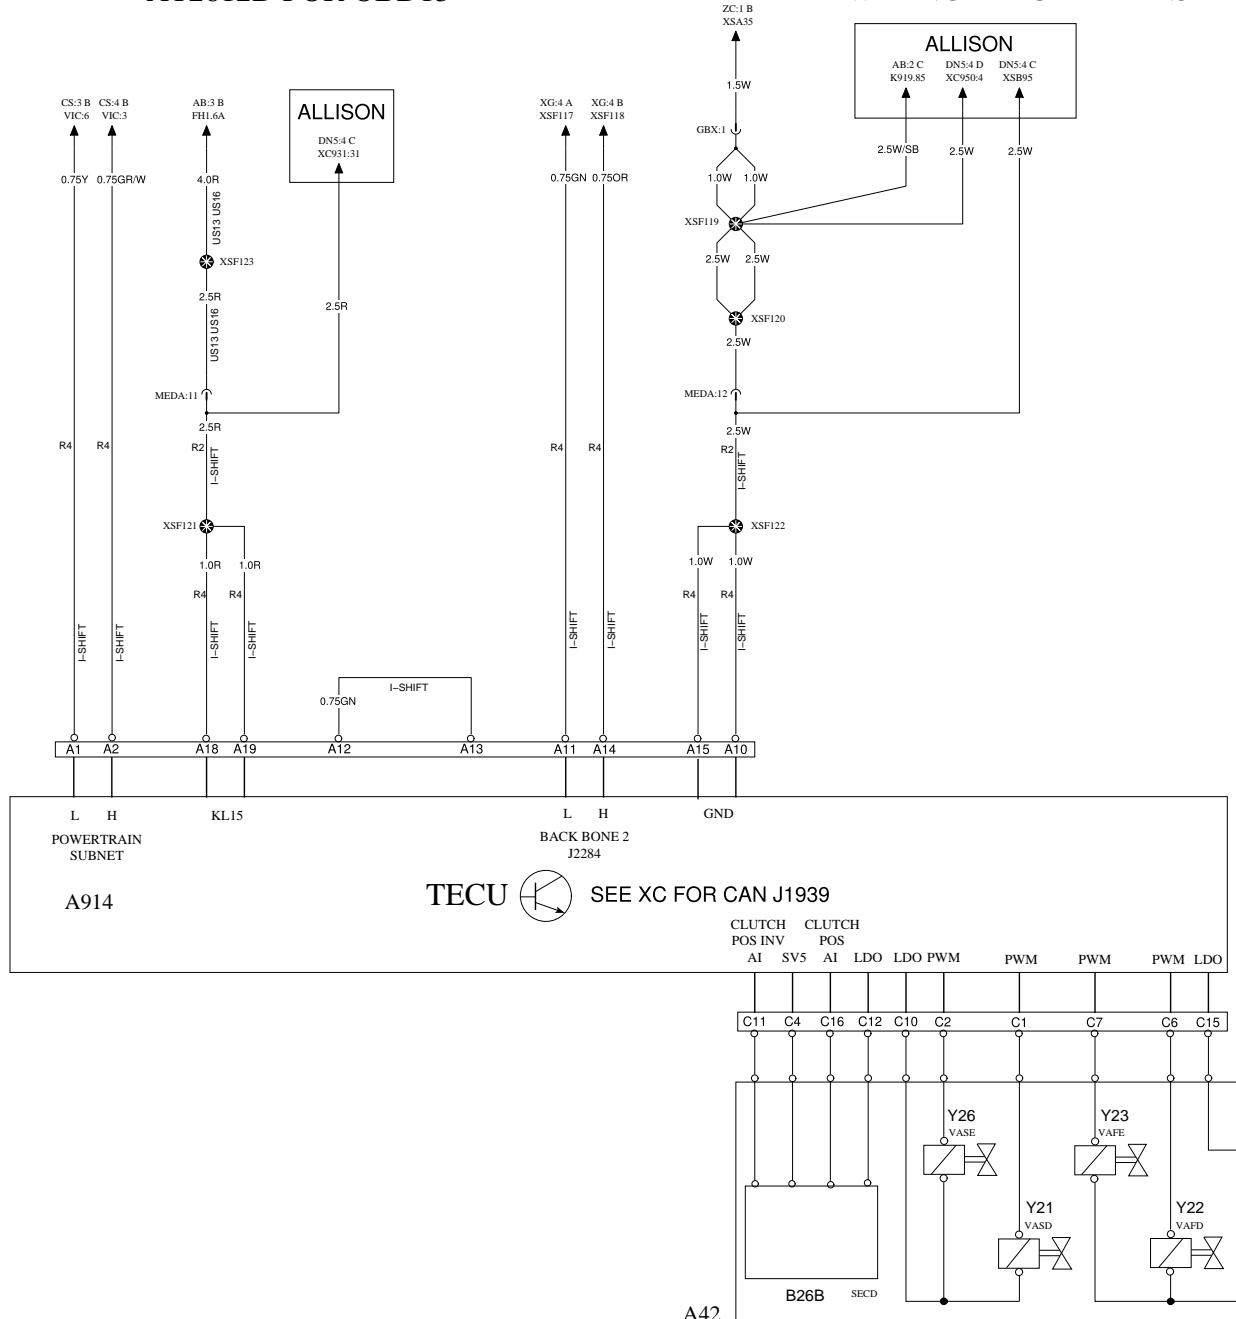 ZC:1 B
XSA35
ALLISON
AB:2 C DN5:4 D DN5:4 C
K919.85 XC950:4 XSB95
1.5W
CS:3 B CS:4 B AB:3 B
VIC:6 VIC:3 FH1.6A
ALLISON
DN5:4 C
XC931:31
XG:4 A XG:4 B
XSF117 XSF118
GBX:1
2.5W/SB 2.5W 2.5W
0.75Y 0.75GR/W 4.0R 0.75GN 0.75OR 1.0W 1.0W
US13 US16
XSF119
XSF123
2.5W 2.5W
2.5R
2.5R
US13 US16
XSF120
2.5W
MEDA:11
MEDA:12
2.5R
2.5W
R4 R4 R2 R4 R4 R2
I–SHIFT
I–SHIFT
XSF121
XSF122
1.0R 1.0R 1.0W 1.0W
R4 R4 R4 R4
I–SHIFT I–SHIFT I–SHIFT I–SHIFT I–SHIFT I–SHIFT I–SHIFT I–SHIFT
I–SHIFT
0.75GN
A1 A2 A18 A19 A12 A13 A11 A14 A15 A10
L H KL15 L H GND
POWERTRAIN
SUBNET
BACK BONE 2
J2284
A914
TECU SEE XC FOR CAN J1939
CLUTCH CLUTCH
POS INV POS
AI SV5 AI LDO LDO PWM PWM PWM PWM LDO
C11 C4 C16 C12 C10 C2 C1 C7 C6 C15
Y26 Y23
VASE VAFE
Y21 Y22
VASD VAFD
B26B SECD
A42